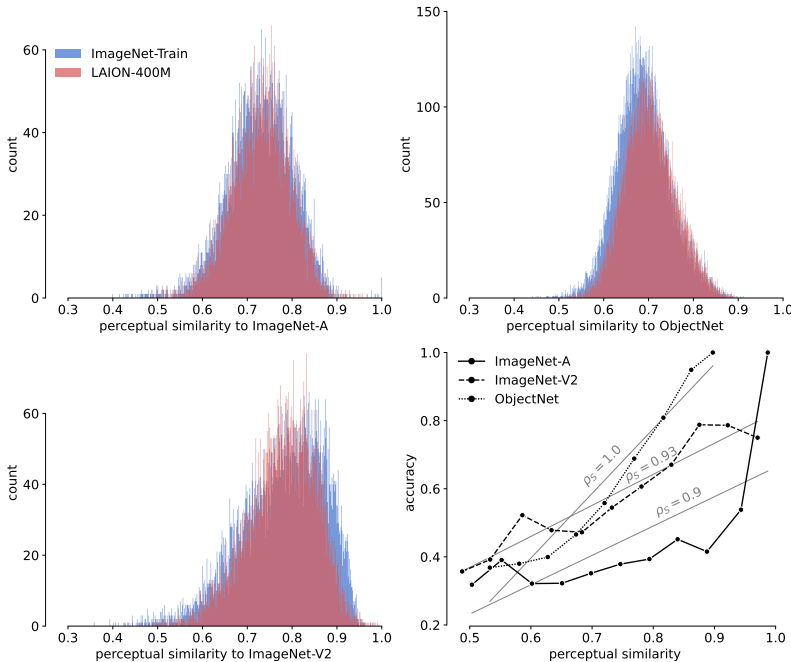 60
40
20
0
count
ImageNet-Train
LAION-400M
0.3 0.4 0.5 0.6 0.7 0.8 0.9 1.0
perceptual similarity to ImageNet-A
150
100
50
0
count
0.3 0.4 0.5 0.6 0.7 0.8 0.9 1.0
perceptual similarity to ObjectNet
60
40
20
0
count
0.3 0.4 0.5 0.6 0.7 0.8 0.9 1.0
perceptual similarity to ImageNet-V2
1.0
0.8
0.6
0.4
0.2
accuracy
ImageNet-A
ImageNet-V2
ObjectNet
ρS = 1.0
ρS = 0.93
ρS = 0.9
0.5 0.6 0.7 0.8 0.9 1.0
perceptual similarity